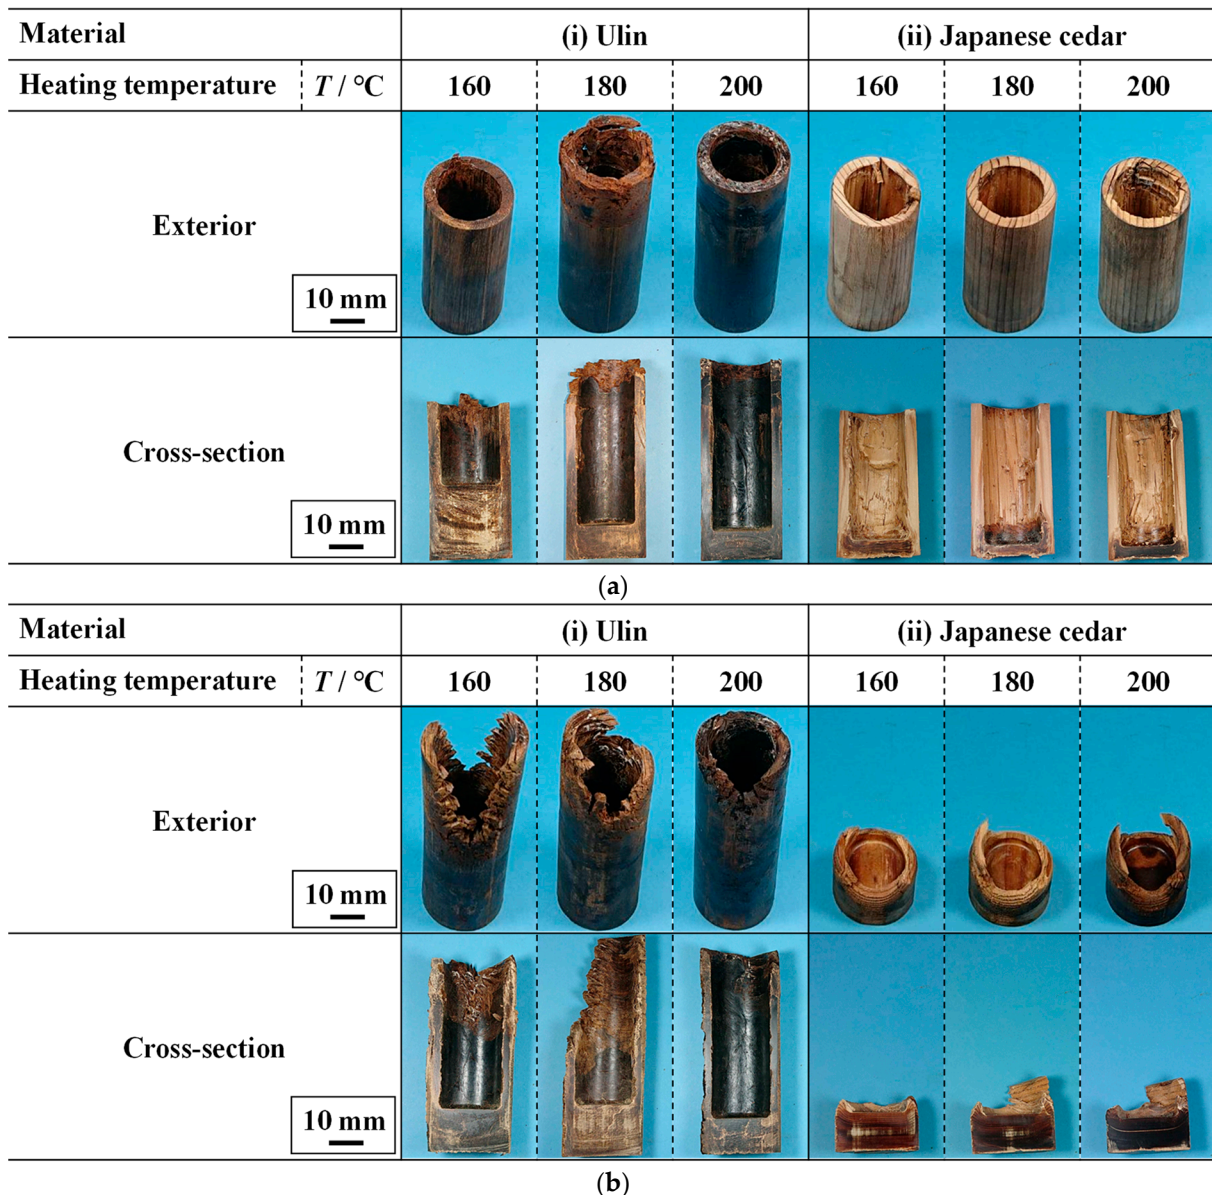 Material (i) Ulin (ii) Japanese cedar
Heating temperature T / °C 160 180 200 160 180 200
Exterior
10 mm
Cross-section
10 mm
(a)
Material (i) Ulin (ii) Japanese cedar
Heating temperature T / °C 160 180 200 160 180 200
Exterior
10 mm
Cross-section
10 mm
(b)